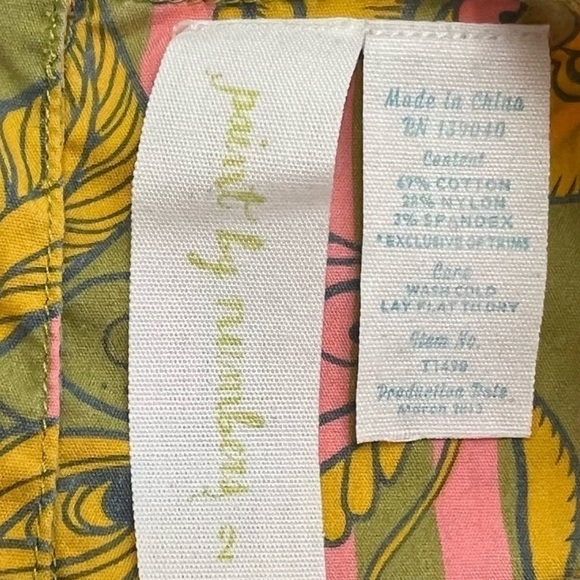 paint by numbers
2
Made in China
RN 139040
Content
69% COTTON
28% NYLON
3% SPANDEX
*EXCLUSIVE OF TRIMS
Care
WASH COLD
LAY FLAT TO DRY
Item No.
T1490
Production Date
March 2013